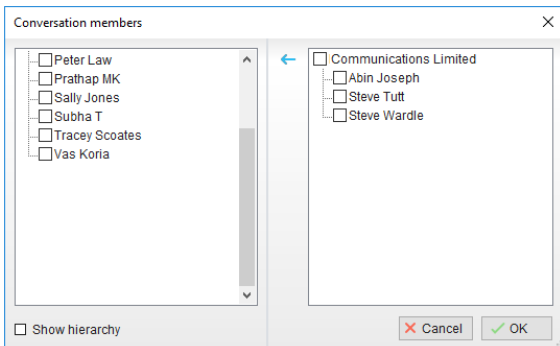 Conversation members
Peter Law
Prathap MK
Sally Jones
Subha T
Tracey Scoates
Vas Koria
Communications Limited
Abin Joseph
Steve Tutt
Steve Wardle
Show hierarchy
Cancel
OK